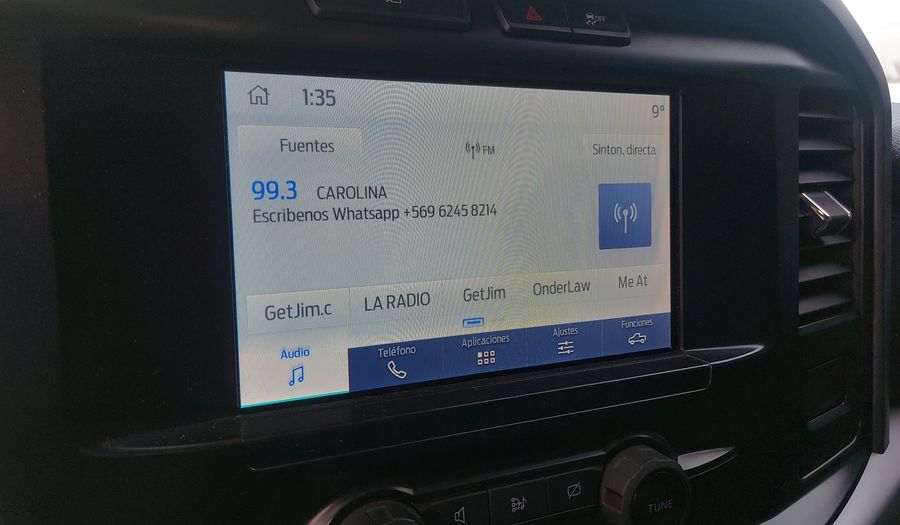 OFF
1:35
9°
Fuentes
FM
Sinton. directa
99.3 CAROLINA
Escribenos Whatsapp +569 6245 8214
GetJim.c LA RADIO GetJim OnderLaw Me At
Audio Teléfono Aplicaciones Ajustes Funciones
TUNE